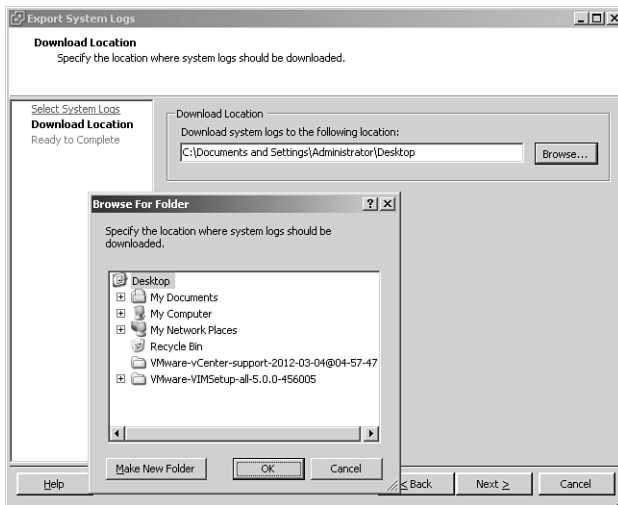 Export System Logs
Download Location
Specify the location where system logs should be downloaded.
Select System Logs
Download Location
Ready to Complete
Download Location
Download system logs to the following location:
C:\Documents and Settings\Administrator\Desktop
Browse...
Browse For Folder
Specify the location where system logs should be
downloaded.
Desktop
My Documents
My Computer
My Network Places
Recycle Bin
VMware-vCenter-support-2012-03-04@04-57-47
VMware-VIMSetup-all-5.0.0-456005
Make New Folder
OK
Cancel
Help
< Back
Next >
Cancel